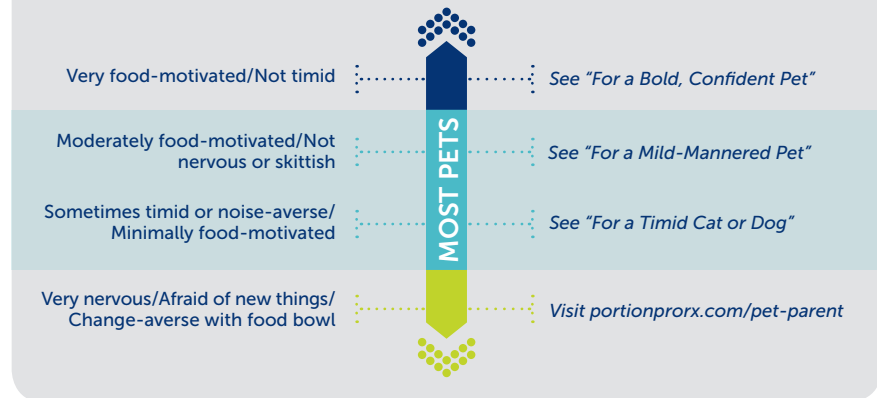 Very food-motivated/Not timid
See “For a Bold, Confident Pet”
Moderately food-motivated/Not
nervous or skittish
See “For a Mild-Mannered Pet”
MOST PETS
Sometimes timid or noise-averse/
Minimally food-motivated
See “For a Timid Cat or Dog”
Very nervous/Afraid of new things/
Change-averse with food bowl
Visit portionprorx.com/pet-parent